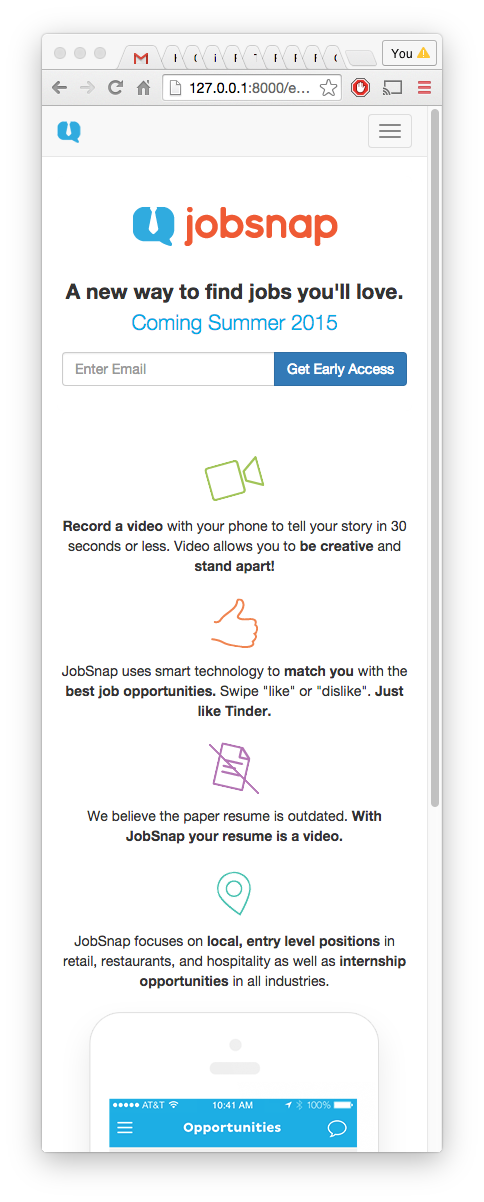 You
127.0.0.1:8000/e...
jobsnap
A new way to find jobs you'll love.
Coming Summer 2015
Enter Email
Get Early Access
Record a video with your phone to tell your story in 30
seconds or less. Video allows you to be creative and
stand apart!
JobSnap uses smart technology to match you with the
best job opportunities. Swipe "like" or "dislike". Just
like Tinder.
We believe the paper resume is outdated. With
JobSnap your resume is a video.
JobSnap focuses on local, entry level positions in
retail, restaurants, and hospitality as well as internship
opportunities in all industries.
AT&T 10:41 AM 100%
Opportunities